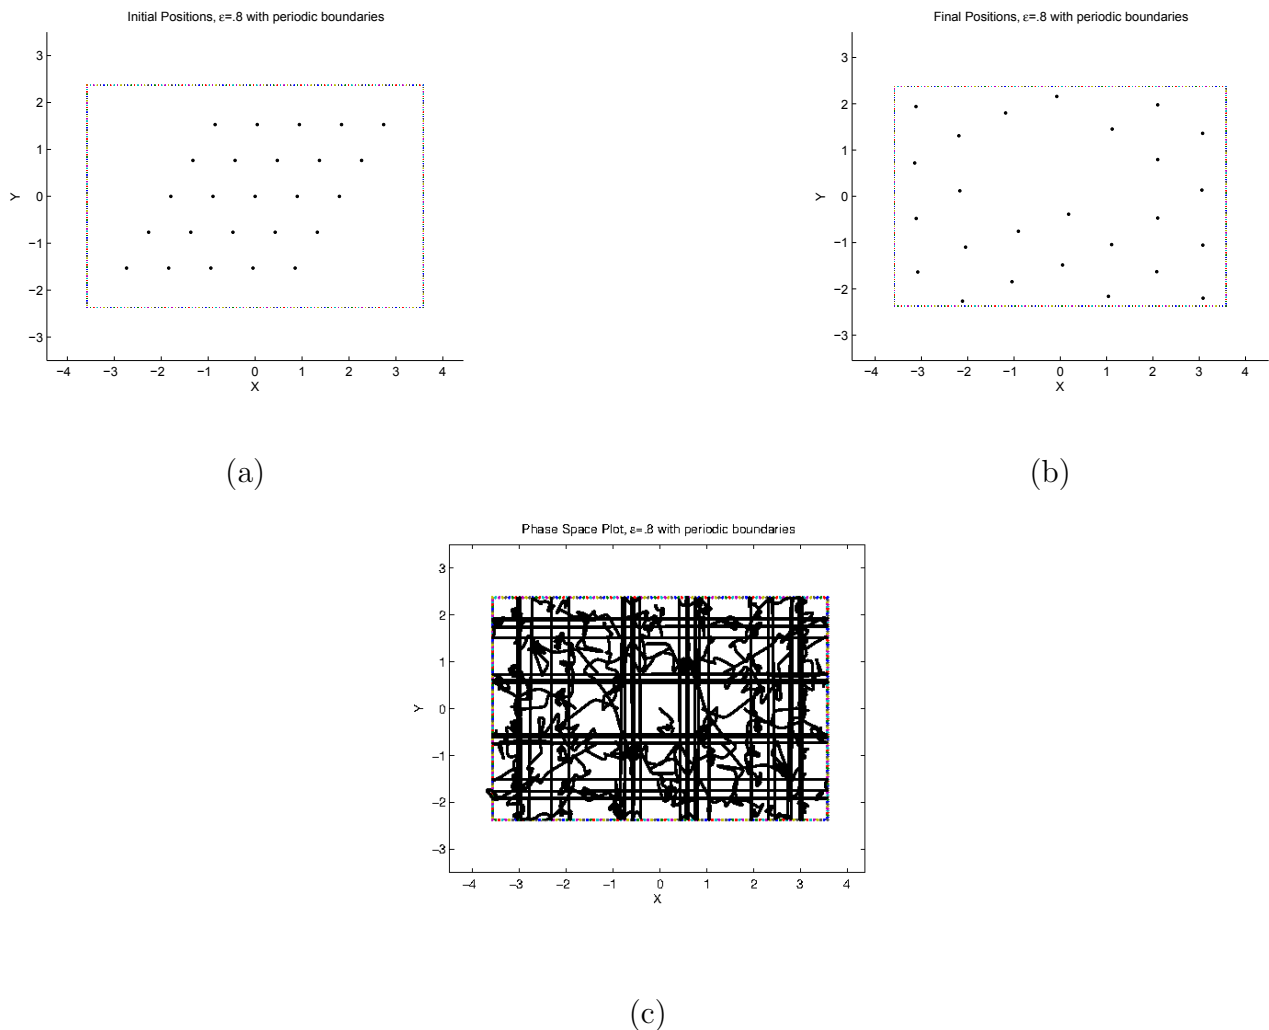 Initial Positions, ε=.8 with periodic boundaries
3
2
1
0
−1
−2
−3
Y
−4 −3 −2 −1 0 1 2 3 4
X
(a)
Final Positions, ε=.8 with periodic boundaries
3
2
1
0
−1
−2
−3
Y
−4 −3 −2 −1 0 1 2 3 4
X
(b)
Phase Space Plot, ε=.8 with periodic boundaries
3
2
1
0
−1
−2
−3
Y
−4 −3 −2 −1 0 1 2 3 4
X
(c)